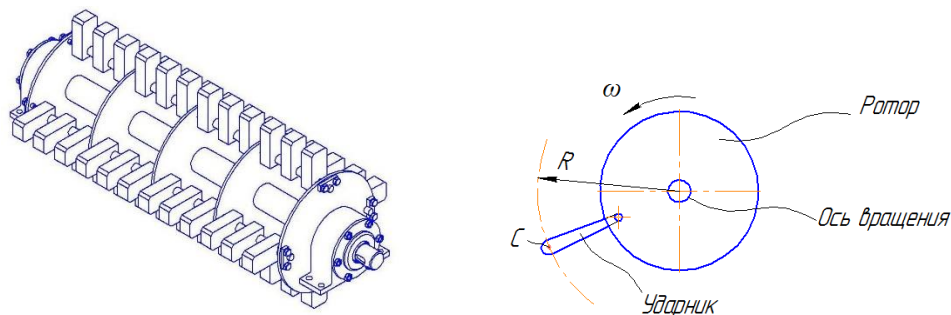 ω
Ротор
R
Ось вращения
C
Ударник